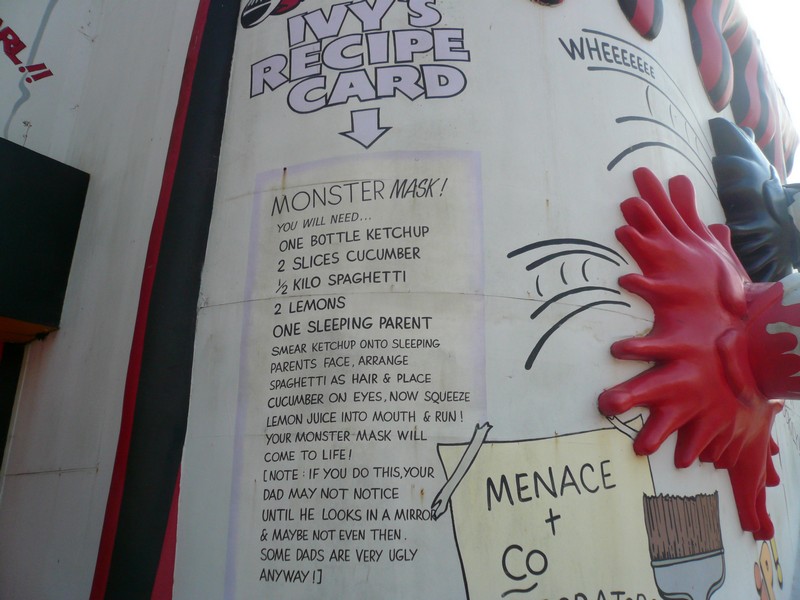 IVY'S
RECIPE
CARD
WHEEEEEEE
MONSTER MASK!
YOU WILL NEED...
ONE BOTTLE KETCHUP
2 SLICES CUCUMBER
½ KILO SPAGHETTI
2 LEMONS
ONE SLEEPING PARENT
SMEAR KETCHUP ONTO SLEEPING
PARENTS FACE, ARRANGE
SPAGHETTI AS HAIR & PLACE
CUCUMBER ON EYES, NOW SQUEEZE
LEMON JUICE INTO MOUTH & RUN!
YOUR MONSTER MASK WILL
COME TO LIFE!
[NOTE: IF YOU DO THIS, YOUR
DAD MAY NOT NOTICE
UNTIL HE LOOKS IN A MIRROR
& MAYBE NOT EVEN THEN.
SOME DADS ARE VERY UGLY
ANYWAY!]
MENACE
+
Co